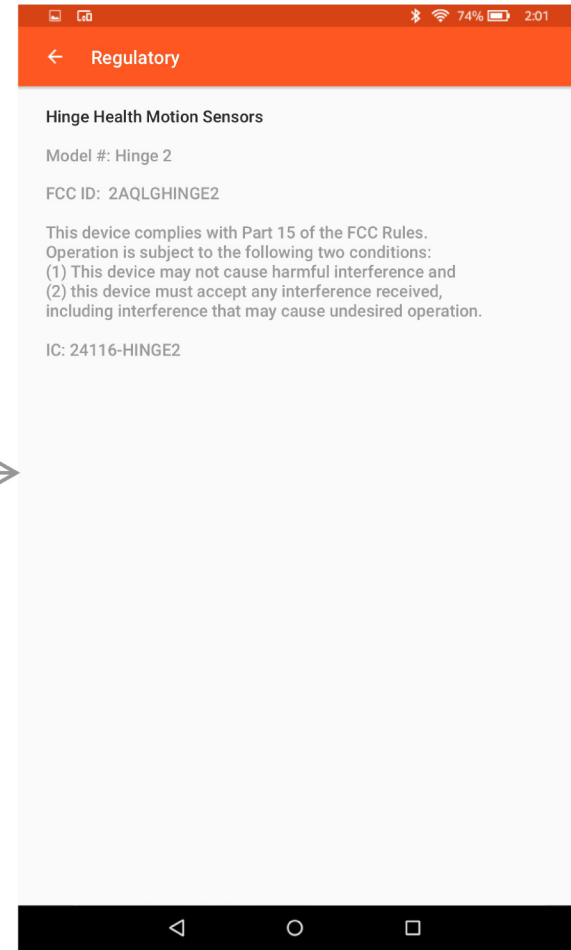 74% 2:01
Regulatory
Hinge Health Motion Sensors
Model #: Hinge 2
FCC ID: 2AQLGHINGE2
This device complies with Part 15 of the FCC Rules.
Operation is subject to the following two conditions:
(1) This device may not cause harmful interference and
(2) this device must accept any interference received,
including interference that may cause undesired operation.
IC: 24116-HINGE2